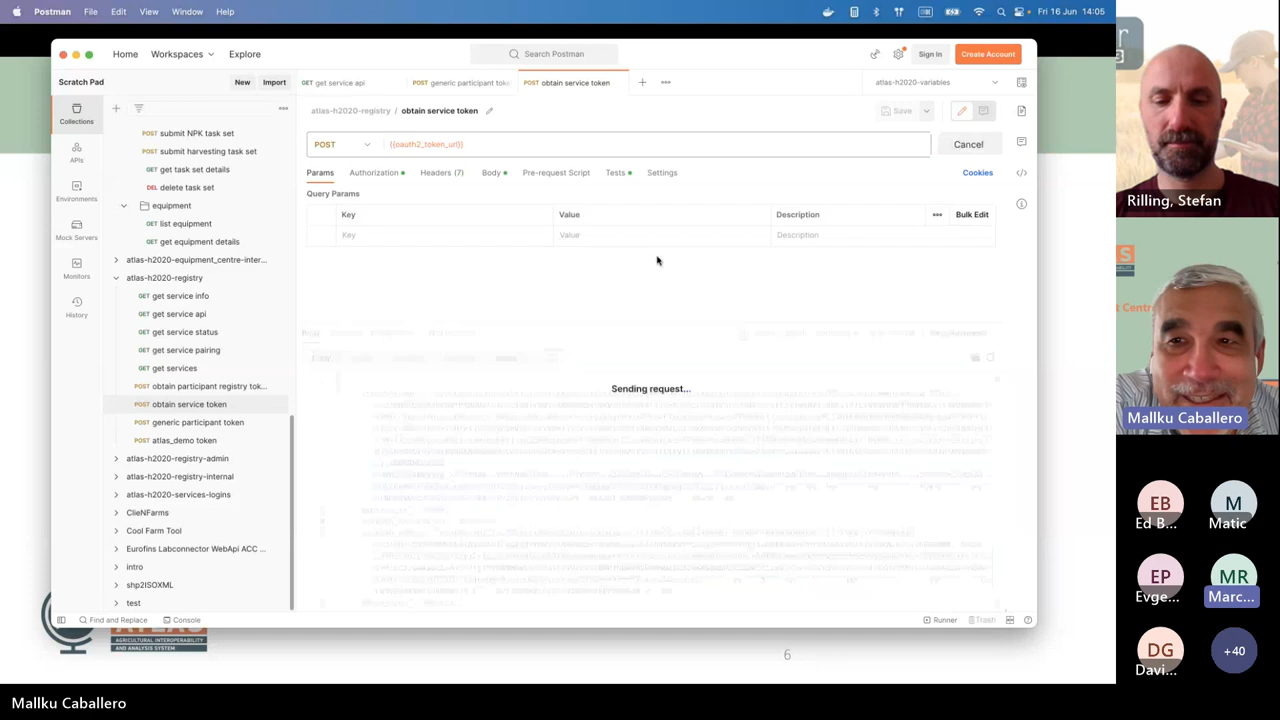 Postman File Edit View Window Help Fri 16 Jun 14:05
Home Workspaces Explore Search Postman Sign In Create Account
Scratch Pad New Import
GET get service api POST generic participant toke POST obtain service token atlas-h2020-variables
Collections
APIs
Environments
Mock Servers
Monitors
History
POST submit NPK task set
POST submit harvesting task set
GET get task set details
DEL delete task set
equipment
GET list equipment
GET get equipment details
atlas-h2020-equipment_centre-inter...
atlas-h2020-registry
GET get service info
GET get service api
GET get service status
GET get service pairing
GET get services
POST obtain participant registry tok...
POST obtain service token
POST generic participant token
POST atlas_demo token
atlas-h2020-registry-admin
atlas-h2020-registry-internal
atlas-h2020-services-logins
ClieNFarms
Cool Farm Tool
Eurofins Labconnector WebApi ACC ...
intro
shp2ISOXML
test
atlas-h2020-registry / obtain service token Save
POST {{oauth2_token_url}} Cancel
Params Authorization Headers (7) Body Pre-request Script Tests Settings Cookies
Query Params
Key Value Description Bulk Edit
Key Value Description
Sending request...
Find and Replace Console Runner Trash
AGRICULTURAL INTEROPERABILITY
AND ANALYSIS SYSTEM
6
Mallku Caballero
Rilling, Stefan
t Centr
Mallku Caballero
EB M
Ed B... Matic
EP MR
Evge... Marc...
DG +40
Davi...